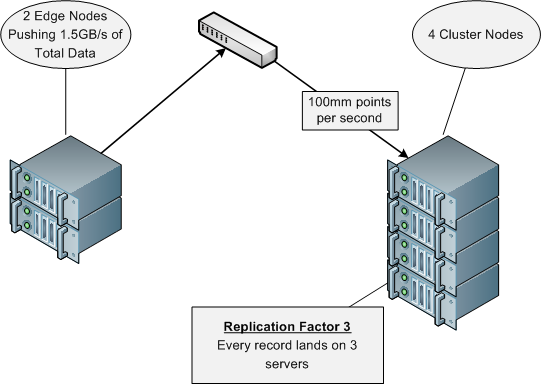 2 Edge Nodes
Pushing 1.5GB/s of
Total Data
4 Cluster Nodes
100mm points
per second
Replication Factor 3
Every record lands on 3
servers